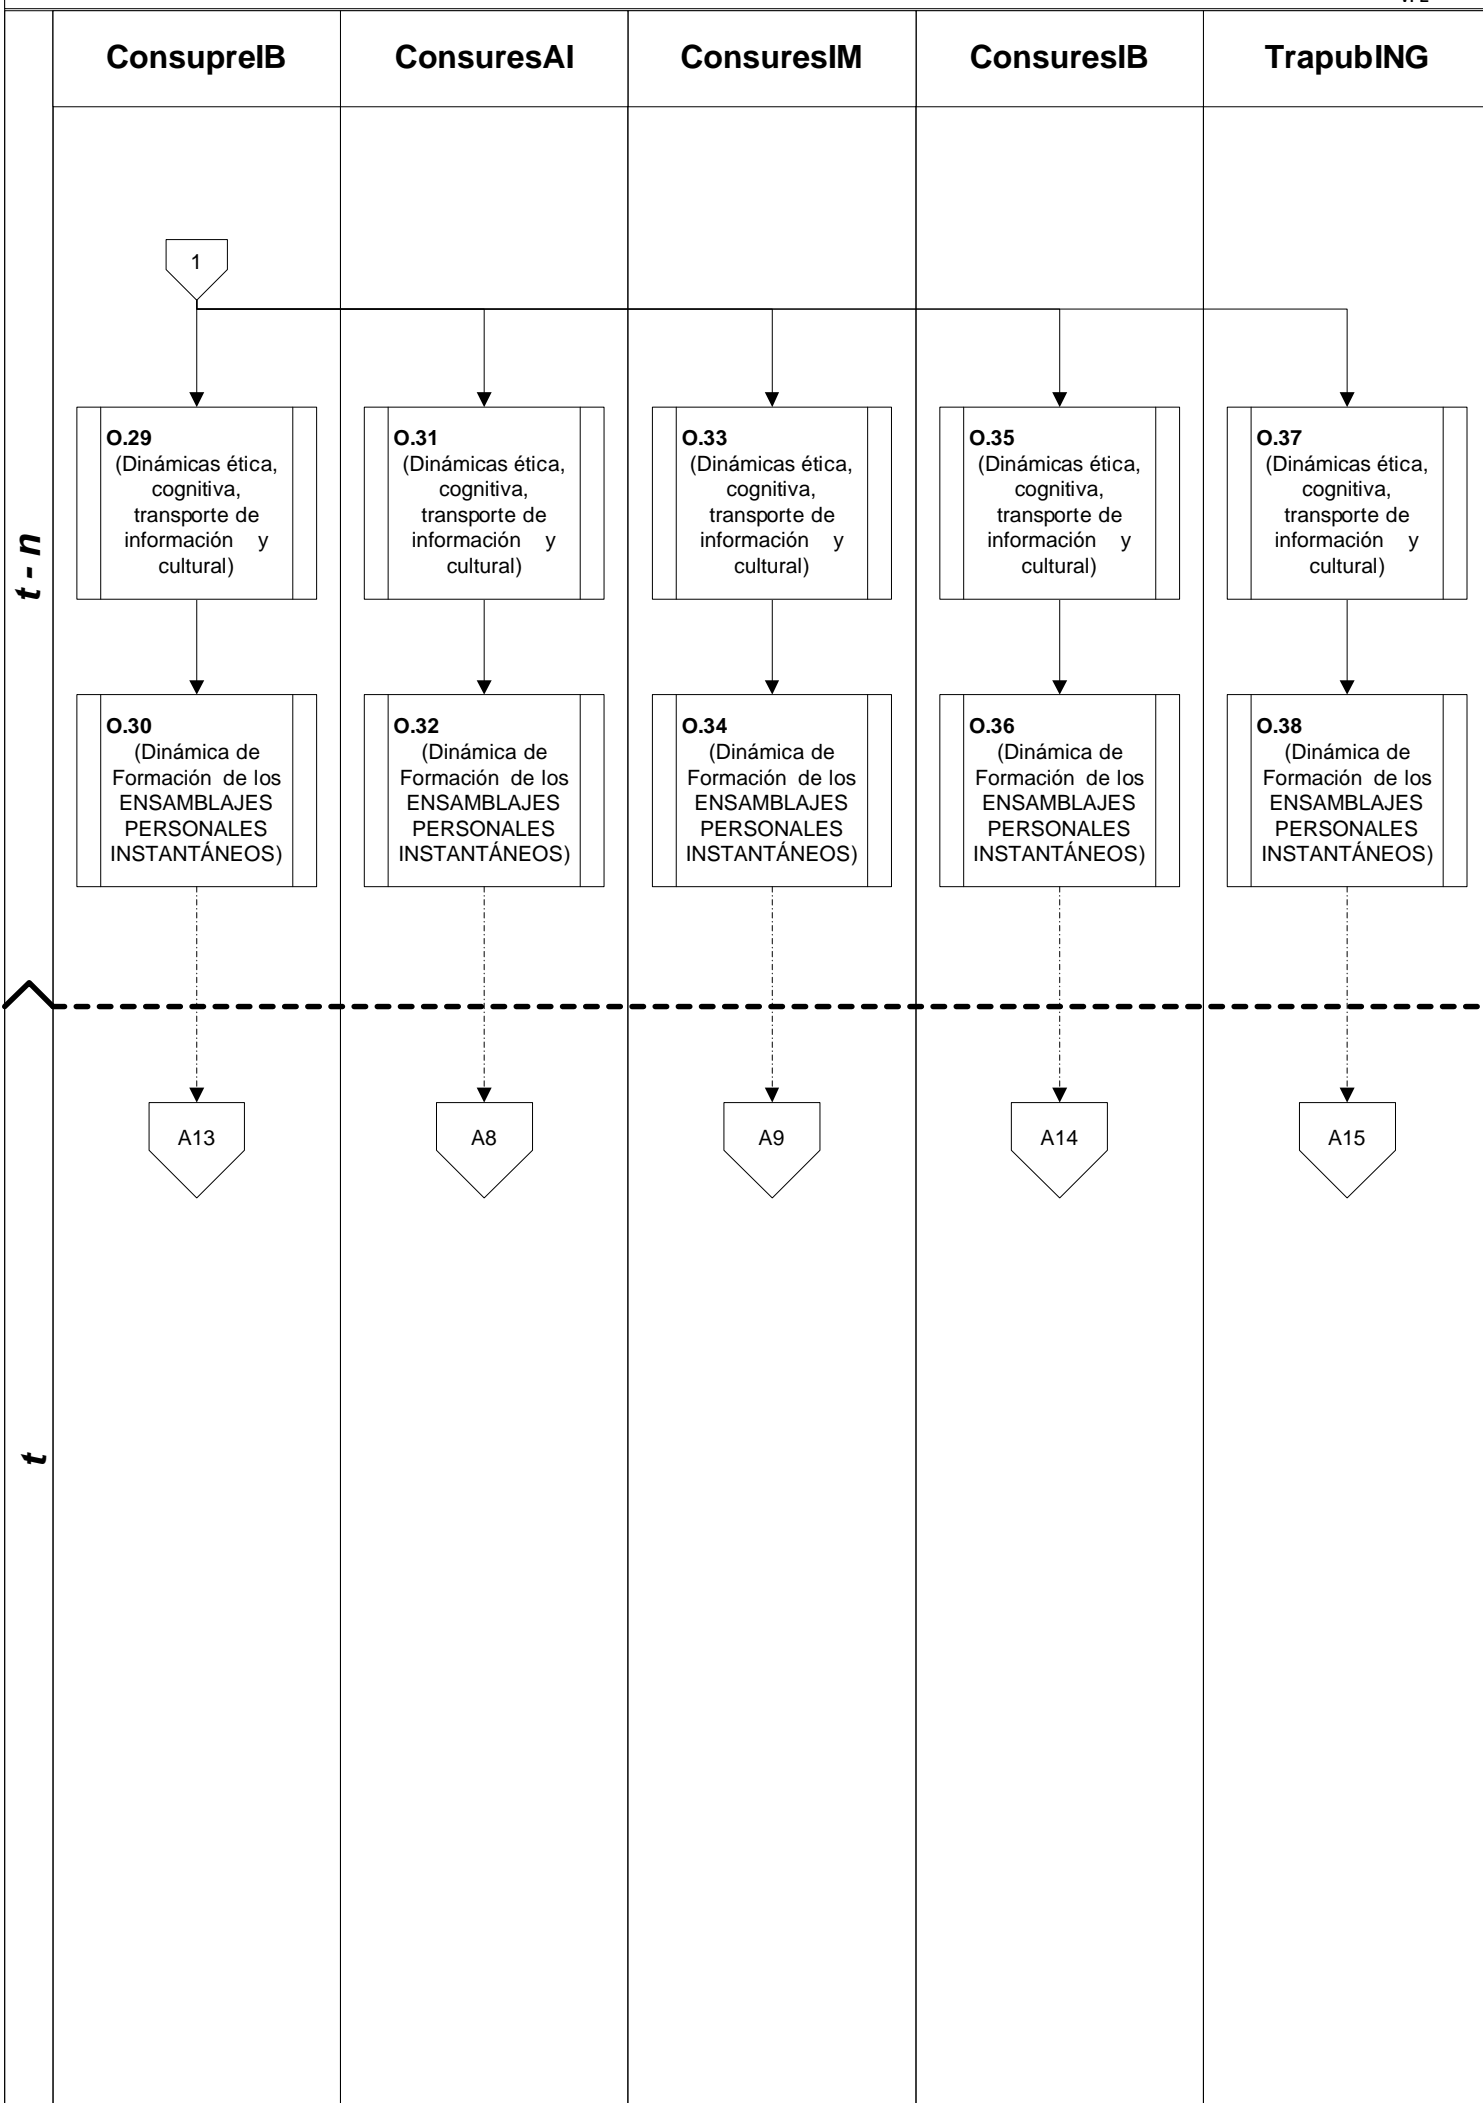 ConsupreIB
ConsuresAI
ConsuresIM
ConsuresIB
TrapubING
1
t - n
O.29
(Dinámicas ética,
cognitiva,
transporte de
información y
cultural)
O.31
(Dinámicas ética,
cognitiva,
transporte de
información y
cultural)
O.33
(Dinámicas ética,
cognitiva,
transporte de
información y
cultural)
O.35
(Dinámicas ética,
cognitiva,
transporte de
información y
cultural)
O.37
(Dinámicas ética,
cognitiva,
transporte de
información y
cultural)
O.30
(Dinámica de
Formación de los
ENSAMBLAJES
PERSONALES
INSTANTÁNEOS)
O.32
(Dinámica de
Formación de los
ENSAMBLAJES
PERSONALES
INSTANTÁNEOS)
O.34
(Dinámica de
Formación de los
ENSAMBLAJES
PERSONALES
INSTANTÁNEOS)
O.36
(Dinámica de
Formación de los
ENSAMBLAJES
PERSONALES
INSTANTÁNEOS)
O.38
(Dinámica de
Formación de los
ENSAMBLAJES
PERSONALES
INSTANTÁNEOS)
A13
A8
A9
A14
A15
t